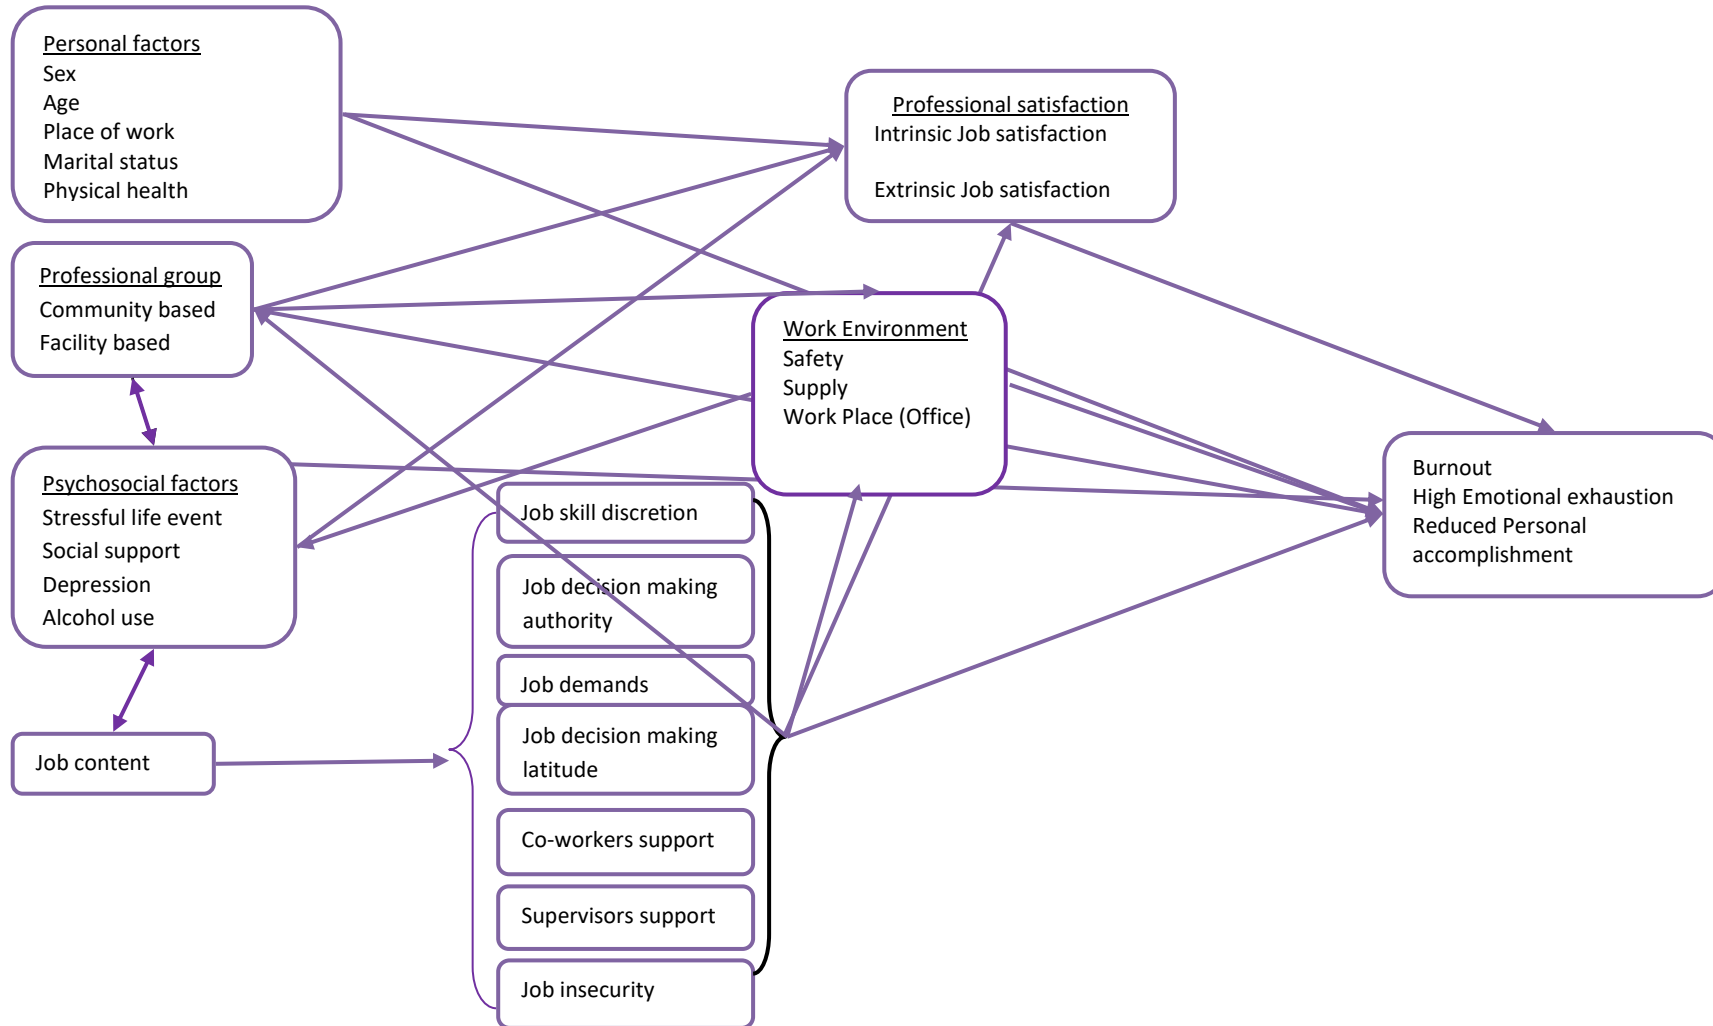 Personal factors
Sex
Age
Place of work
Marital status
Physical health
Professional satisfaction
Intrinsic Job satisfaction
Extrinsic Job satisfaction
Professional group
Community based
Facility based
Work Environment
Safety
Supply
Work Place (Office)
Psychosocial factors
Stressful life event
Social support
Depression
Alcohol use
Burnout
High Emotional exhaustion
Reduced Personal
accomplishment
Job content
Job skill discretion
Job decision making
authority
Job demands
Job decision making
latitude
Co-workers support
Supervisors support
Job insecurity